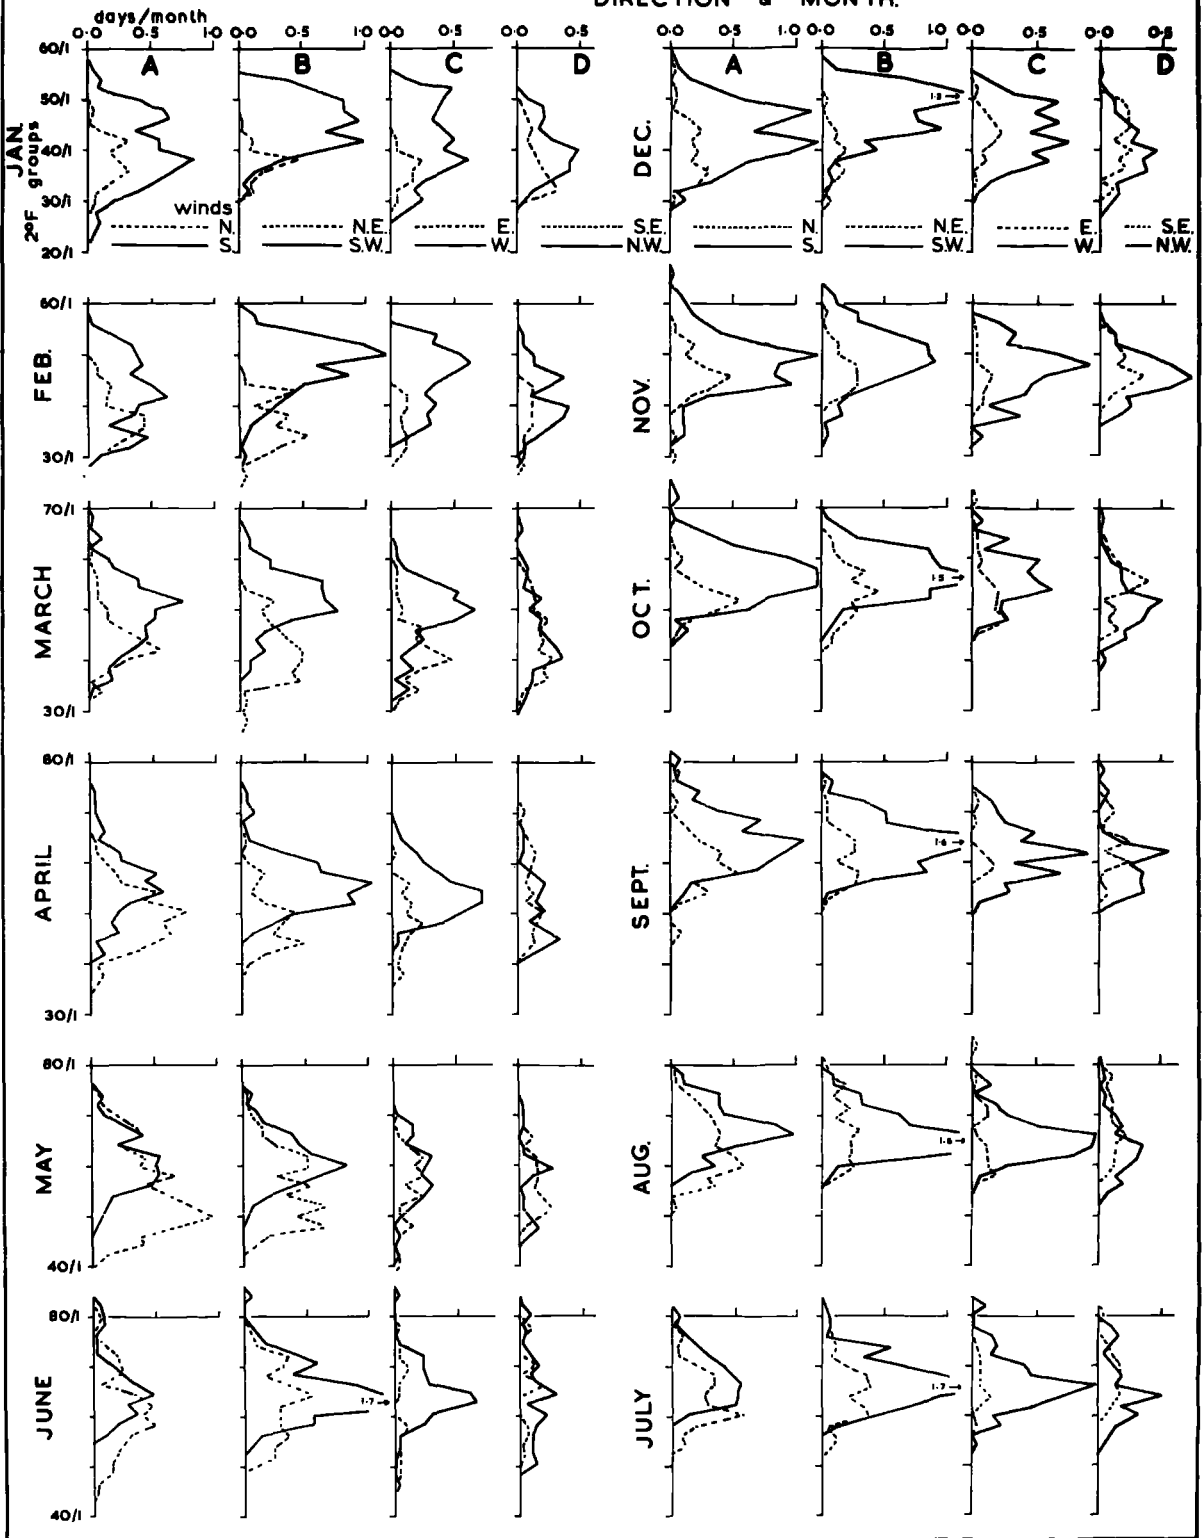 DIRECTION & MONTH.
days/month
0·0 0·5 1·0 0·0 0·5 1·0 0·0 0·5 0·0 0·5 0·0 0·5 1·0 0·0 0·5 1·0 0·0 0·5 0·0 0·5
A B C D A B C D
60/1
50/1
40/1
30/1
20/1
JAN.
2°F groups
DEC.
1·8
winds
N. N.E. E. S.E. N. N.E. E. S.E.
S. S.W. W. N.W. S. S.W. W. N.W.
60/1
FEB.
NOV.
30/1
70/1
MARCH
OCT.
1·5
30/1
80/1
APRIL
SEPT.
1·6
30/1
80/1
MAY
AUG.
1·6
40/1
80/1
JUNE
1·7
JULY
1·7
40/1